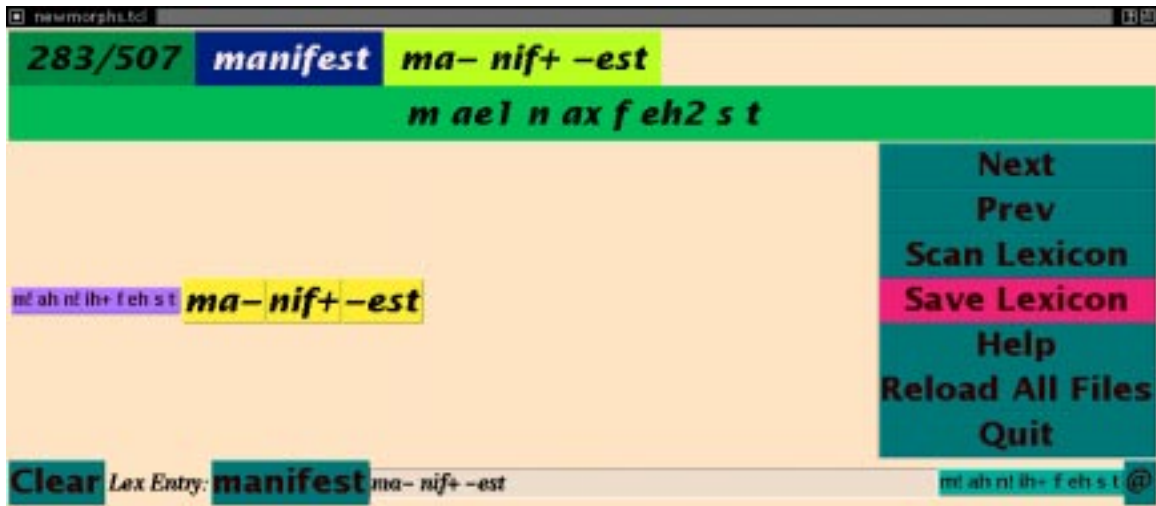 newmorphs.tcl
283/507 manifest ma– nif+ –est
m ae1 n ax f eh2 s t
Next
Prev
Scan Lexicon
m! ah n! ih+ f eh s t ma– nif+ –est
Save Lexicon
Help
Reload All Files
Quit
Clear Lex Entry: manifest ma– nif+ –est m! ah n! ih+ f eh s t @